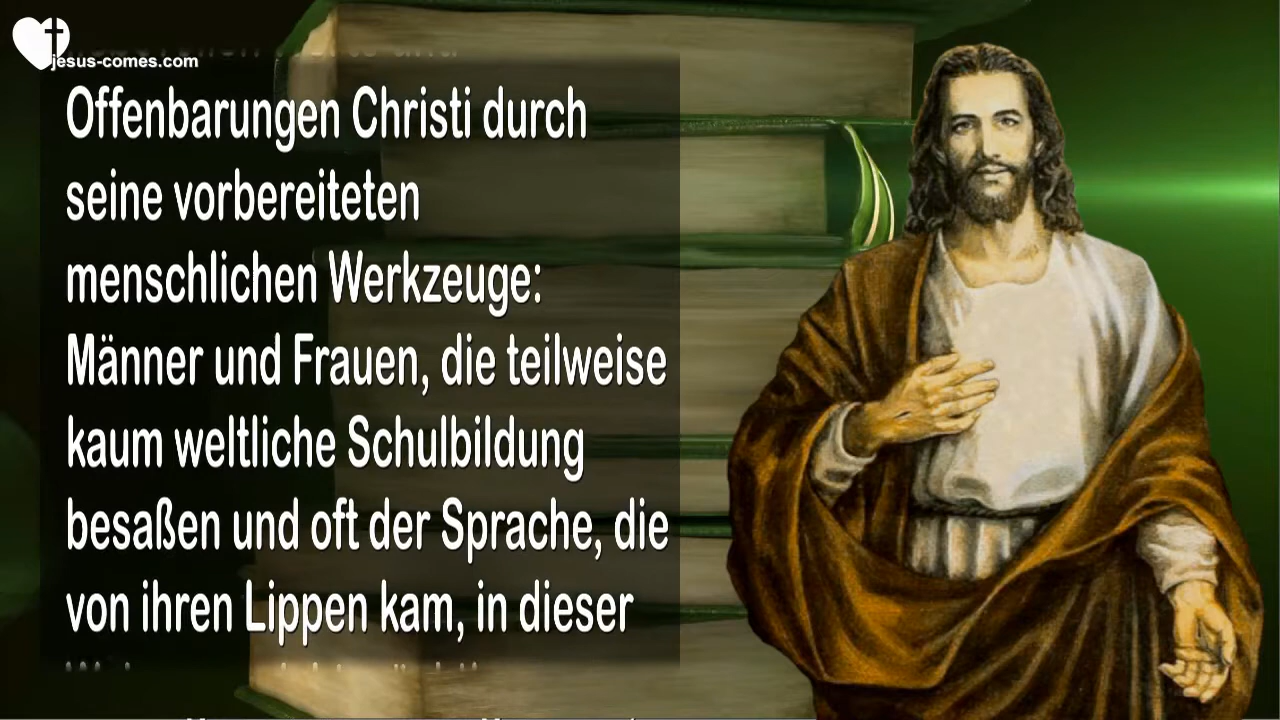 jesus-comes.com
Offenbarungen Christi durch
seine vorbereiteten
menschlichen Werkzeuge:
Männer und Frauen, die teilweise
kaum weltliche Schulbildung
besaßen und oft der Sprache, die
von ihren Lippen kam, in dieser